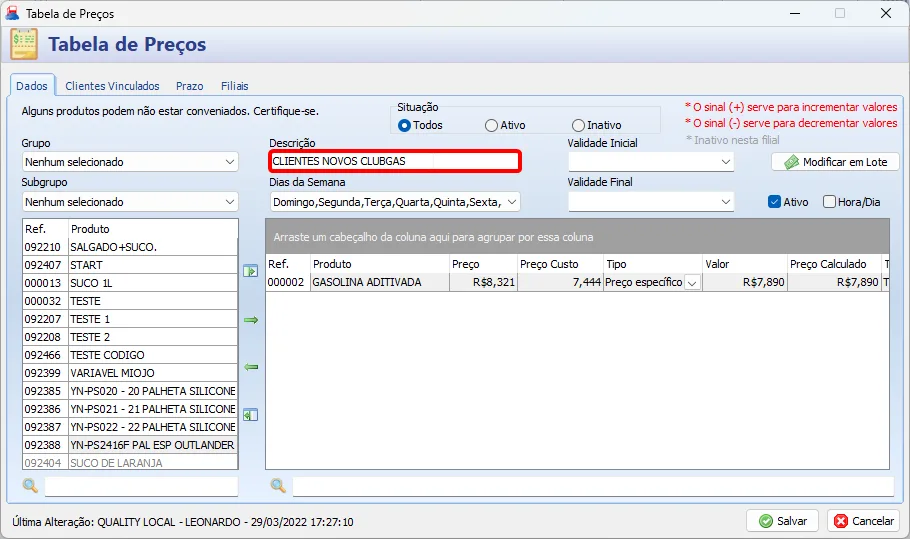 Tabela de Preços
Tabela de Preços
Dados Clientes Vinculados Prazo Filiais
Alguns produtos podem não estar conveniados. Certifique-se.
Situação
Todos Ativo Inativo
* O sinal (+) serve para incrementar valores
* O sinal (-) serve para decrementar valores
* Inativo nesta filial
Grupo
Nenhum selecionado
Descrição
CLIENTES NOVOS CLUBGAS
Validade Inicial
Modificar em Lote
Subgrupo
Nenhum selecionado
Dias da Semana
Domingo,Segunda,Terça,Quarta,Quinta,Sexta,
Validade Final
Ativo Hora/Dia
Ref. Produto
092210 SALGADO+SUCO.
092407 START
000013 SUCO 1L
000032 TESTE
092207 TESTE 1
092208 TESTE 2
092466 TESTE CODIGO
092399 VARIAVEL MIOJO
092385 YN-PS020 - 20 PALHETA SILICONE
092386 YN-PS021 - 21 PALHETA SILICONE
092387 YN-PS022 - 22 PALHETA SILICONE
092388 YN-PS2416F PAL ESP OUTLANDER
092404 SUCO DE LARANJA
Arraste um cabeçalho da coluna aqui para agrupar por essa coluna
Ref. Produto Preço Preço Custo Tipo Valor Preço Calculado T
000002 GASOLINA ADITIVADA R$8,321 7,444 Preço específico R$7,890 R$7,890 T
Última Alteração: QUALITY LOCAL - LEONARDO - 29/03/2022 17:27:10
Salvar Cancelar